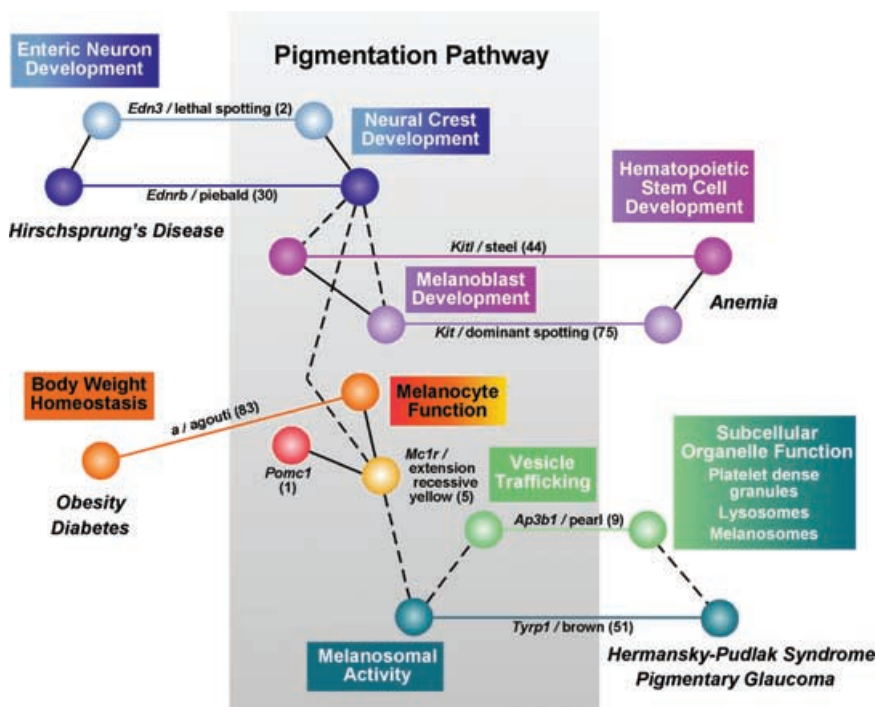 Pigmentation Pathway
Enteric Neuron
Development
Edn3 / lethal spotting (2)
Neural Crest
Development
Ednrb / piebald (30)
Hirschsprung's Disease
Hematopoietic
Stem Cell
Development
Kitl / steel (44)
Melanoblast
Development
Anemia
Kit / dominant spotting (75)
Body Weight
Homeostasis
a / agouti (83)
Melanocyte
Function
Obesity
Diabetes
Pomc1
(1)
Mc1r /
extension
recessive
yellow (5)
Vesicle
Trafficking
Subcellular
Organelle Function
Platelet dense
granules
Lysosomes
Melanosomes
Ap3b1 / pearl (9)
Tyrp1 / brown (51)
Melanosomal
Activity
Hermansky-Pudlak Syndrome
Pigmentary Glaucoma